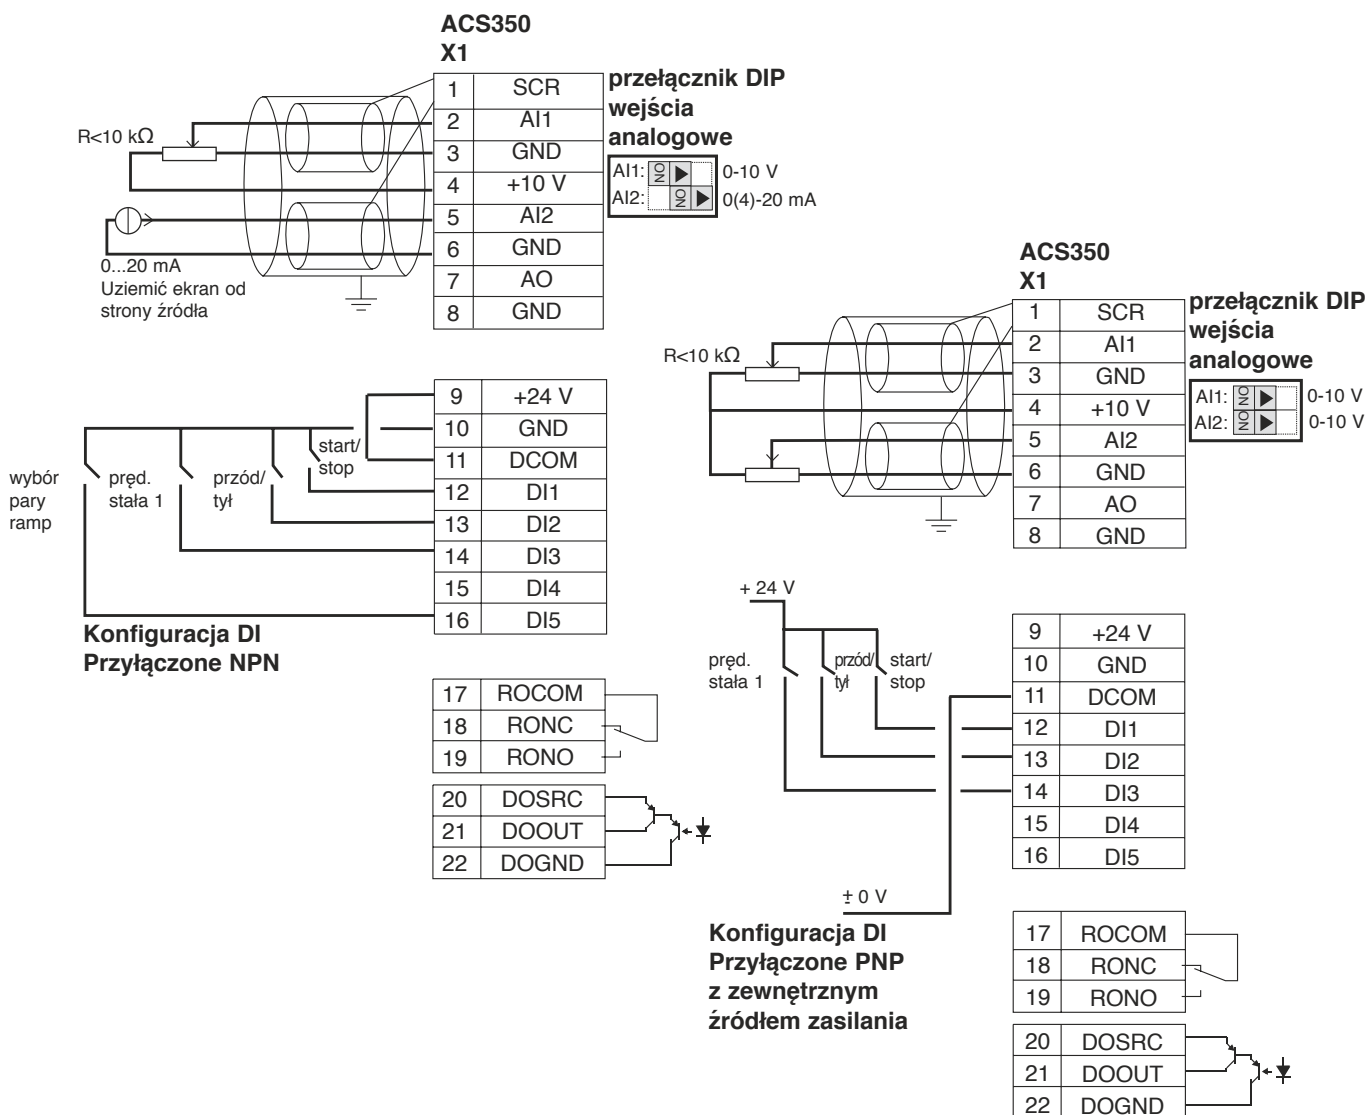 ACS350
X1
przełącznik DIP
wejścia
analogowe
1 SCR
2 AI1
3 GND
4 +10 V
5 AI2
6 GND
7 AO
8 GND
R<10 kΩ
0...20 mA
Uziemić ekran od
strony źródła
AI1: ON 0-10 V
AI2: ON 0(4)-20 mA
9 +24 V
10 GND
11 DCOM
12 DI1
13 DI2
14 DI3
15 DI4
16 DI5
wybór
pary
ramp
pręd.
stała 1
przód/
tył
start/
stop
Konfiguracja DI
Przyłączone NPN
17 ROCOM
18 RONC
19 RONO
20 DOSRC
21 DOOUT
22 DOGND
ACS350
X1
przełącznik DIP
wejścia
analogowe
1 SCR
2 AI1
3 GND
4 +10 V
5 AI2
6 GND
7 AO
8 GND
R<10 kΩ
AI1: ON 0-10 V
AI2: ON 0-10 V
+ 24 V
9 +24 V
10 GND
11 DCOM
12 DI1
13 DI2
14 DI3
15 DI4
16 DI5
pręd.
stała 1
przód/
tył
start/
stop
± 0 V
Konfiguracja DI
Przyłączone PNP
z zewnętrznym
źródłem zasilania
17 ROCOM
18 RONC
19 RONO
20 DOSRC
21 DOOUT
22 DOGND